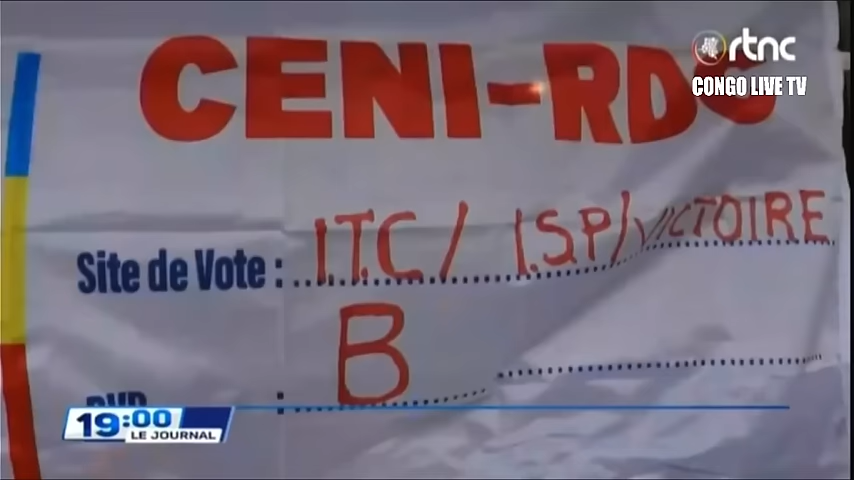 rtnc
CONGO LIVE TV
CENI-RDC
Site de Vote : I.T.C / I.S.P/ VICTOIRE
B
19:00
LE JOURNAL